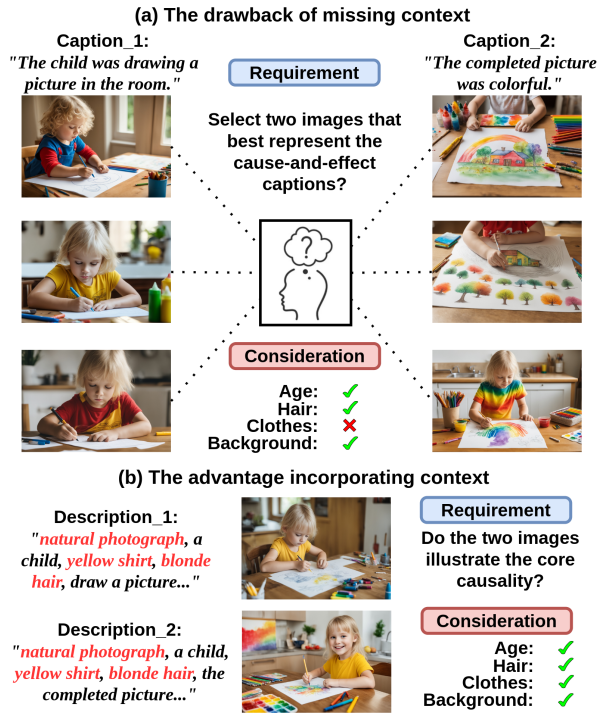 (a) The drawback of missing context
Caption_1:
"The child was drawing a
picture in the room."
Requirement
Caption_2:
"The completed picture
was colorful."
Select two images that
best represent the
cause-and-effect
captions?
?
Consideration
Age: ✓
Hair: ✓
Clothes: ✗
Background: ✓
(b) The advantage incorporating context
Description_1:
"natural photograph, a
child, yellow shirt, blonde
hair, draw a picture..."
Requirement
Do the two images
illustrate the core
causality?
Description_2:
"natural photograph, a child,
yellow shirt, blonde hair, the
completed picture..."
Consideration
Age: ✓
Hair: ✓
Clothes: ✓
Background: ✓